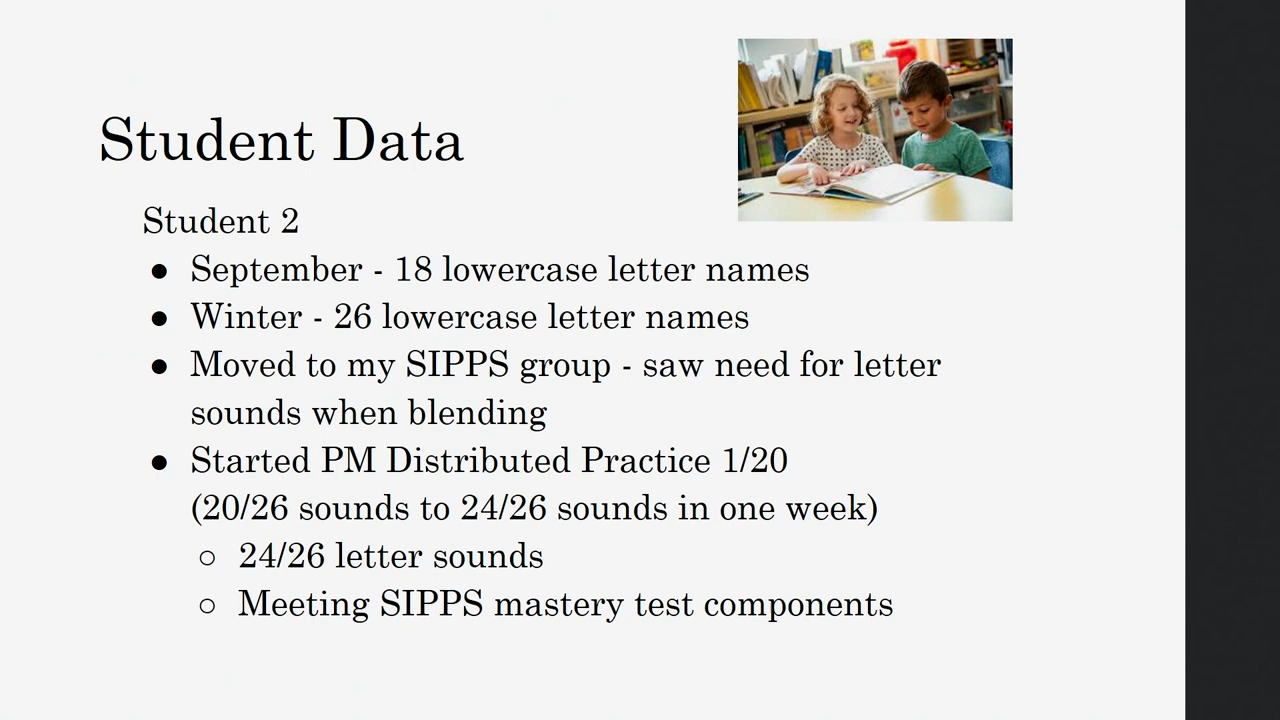 Student Data
Student 2
● September - 18 lowercase letter names
● Winter - 26 lowercase letter names
● Moved to my SIPPS group - saw need for letter
sounds when blending
● Started PM Distributed Practice 1/20
(20/26 sounds to 24/26 sounds in one week)
○ 24/26 letter sounds
○ Meeting SIPPS mastery test components